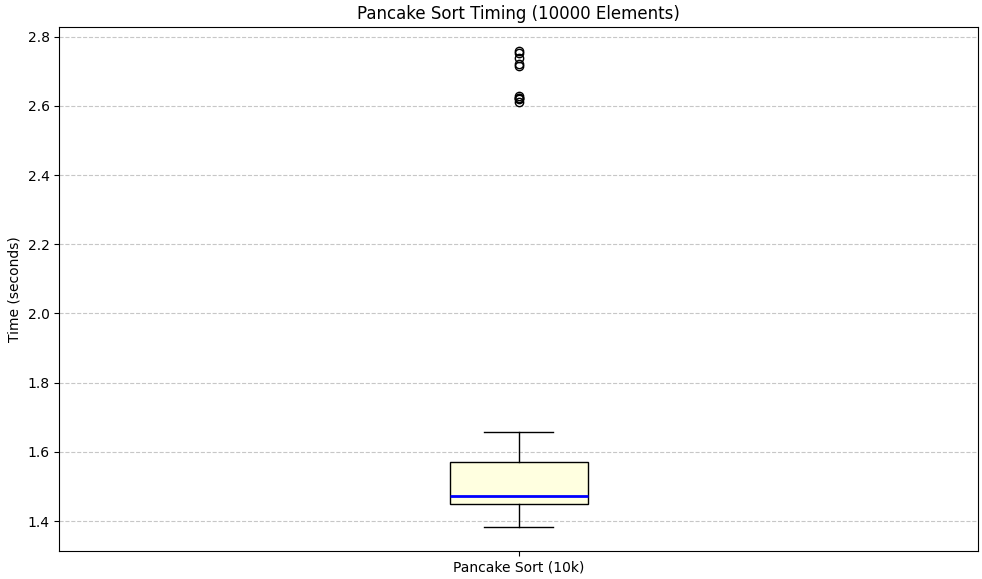 Pancake Sort Timing (10000 Elements)
Time (seconds)
2.8
2.6
2.4
2.2
2.0
1.8
1.6
1.4
Pancake Sort (10k)